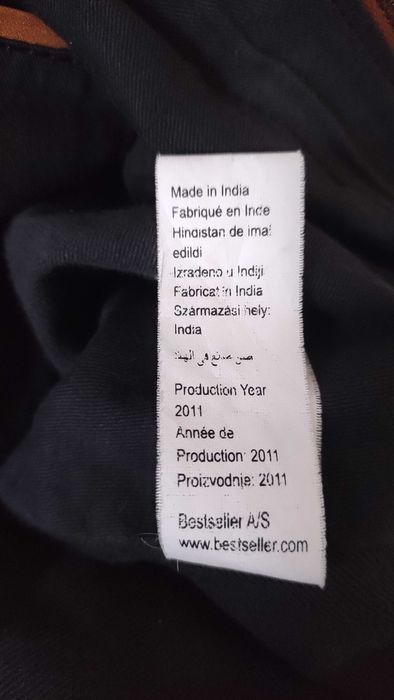 Made in India
Fabriqué en Inde
Hindistan de imal
edildi
Izradeno u Indiji
Fabricat in India
Származási hely:
India
صنع في الهند
Production Year
2011
Année de
Production: 2011
Proizvodnje: 2011
Bestseller A/S
www.bestseller.com